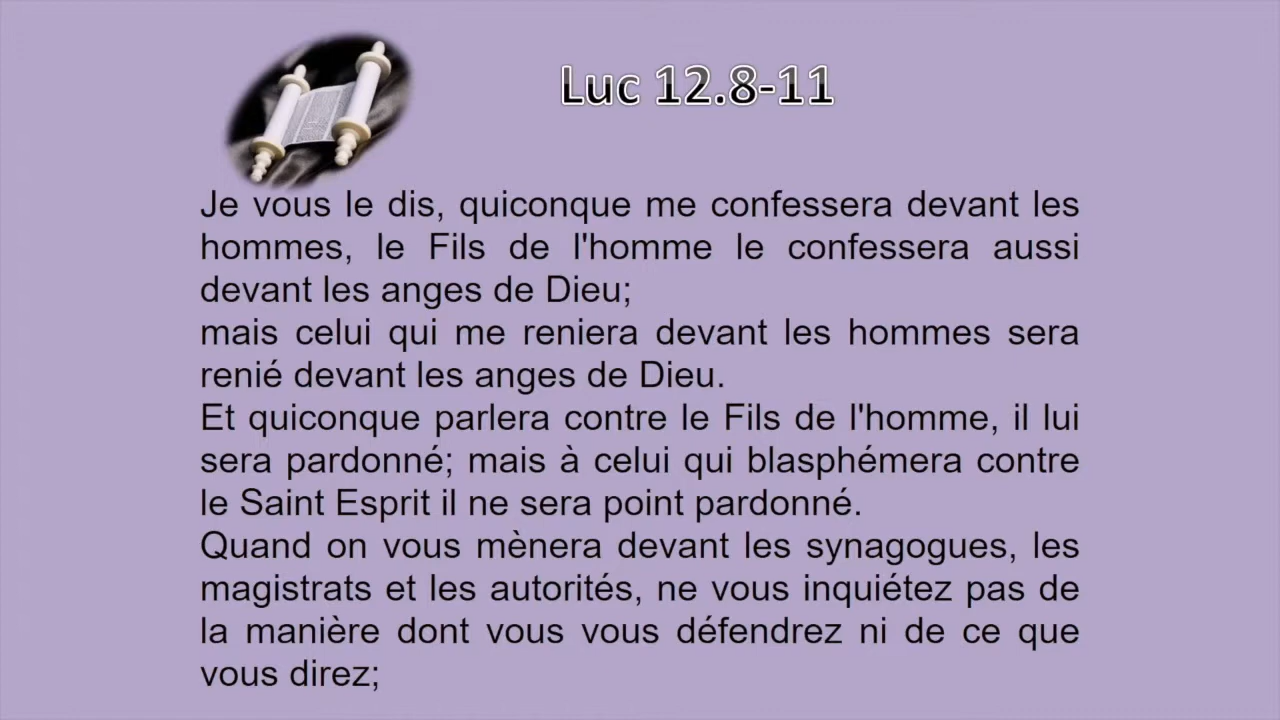 Luc 12.8-11
Je vous le dis, quiconque me confessera devant les
hommes, le Fils de l'homme le confessera aussi
devant les anges de Dieu;
mais celui qui me reniera devant les hommes sera
renié devant les anges de Dieu.
Et quiconque parlera contre le Fils de l'homme, il lui
sera pardonné; mais à celui qui blasphémera contre
le Saint Esprit il ne sera point pardonné.
Quand on vous mènera devant les synagogues, les
magistrats et les autorités, ne vous inquiétez pas de
la manière dont vous vous défendrez ni de ce que
vous direz;